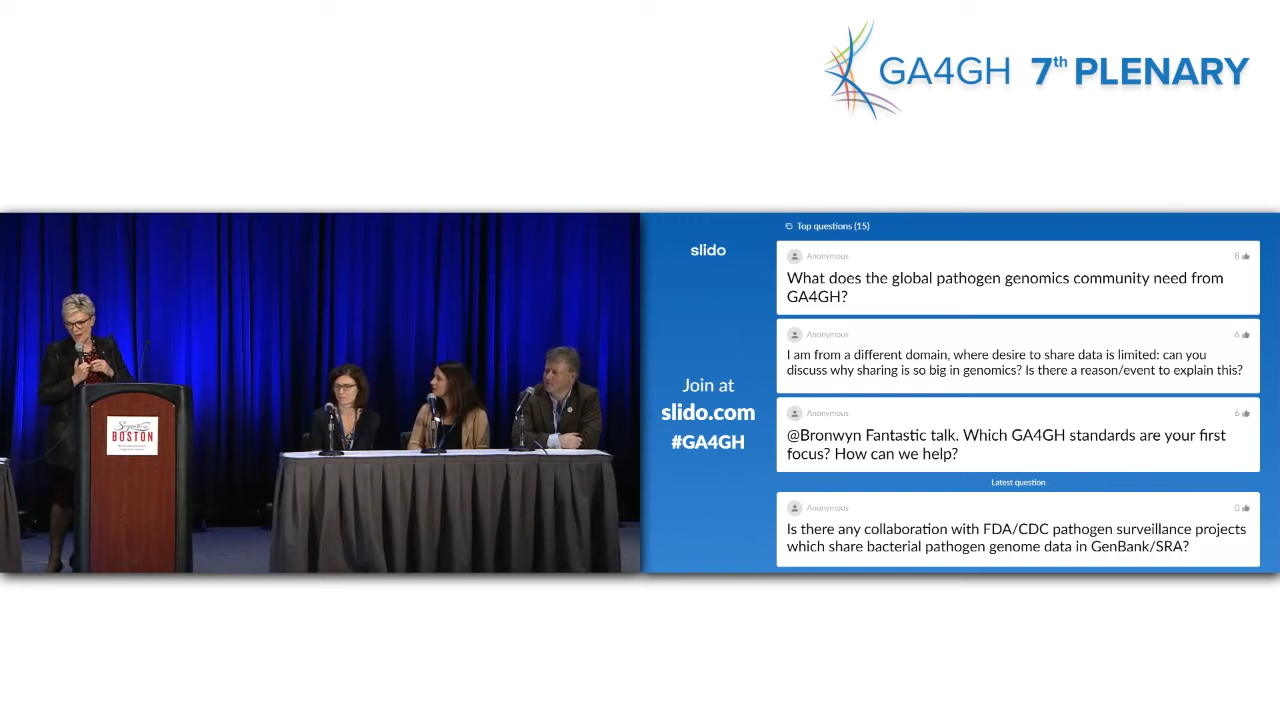 GA4GH 7th PLENARY
slido
Join at
slido.com
#GA4GH
Top questions (15)
Anonymous
8
What does the global pathogen genomics community need from
GA4GH?
Anonymous
6
I am from a different domain, where desire to share data is limited: can you
discuss why sharing is so big in genomics? Is there a reason/event to explain this?
Anonymous
6
@Bronwyn Fantastic talk. Which GA4GH standards are your first
focus? How can we help?
Latest question
Anonymous
0
Is there any collaboration with FDA/CDC pathogen surveillance projects
which share bacterial pathogen genome data in GenBank/SRA?
Signature
BOSTON